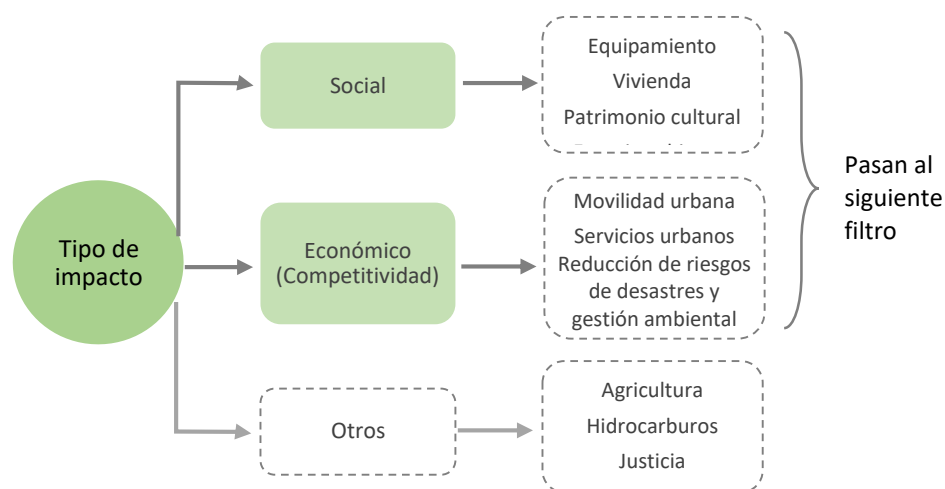 Tipo de
impacto
Social
Equipamiento
Vivienda
Patrimonio cultural
Económico
(Competitividad)
Movilidad urbana
Servicios urbanos
Reducción de riesgos
de desastres y
gestión ambiental
Otros
Agricultura
Hidrocarburos
Justicia
Pasan al
siguiente
filtro